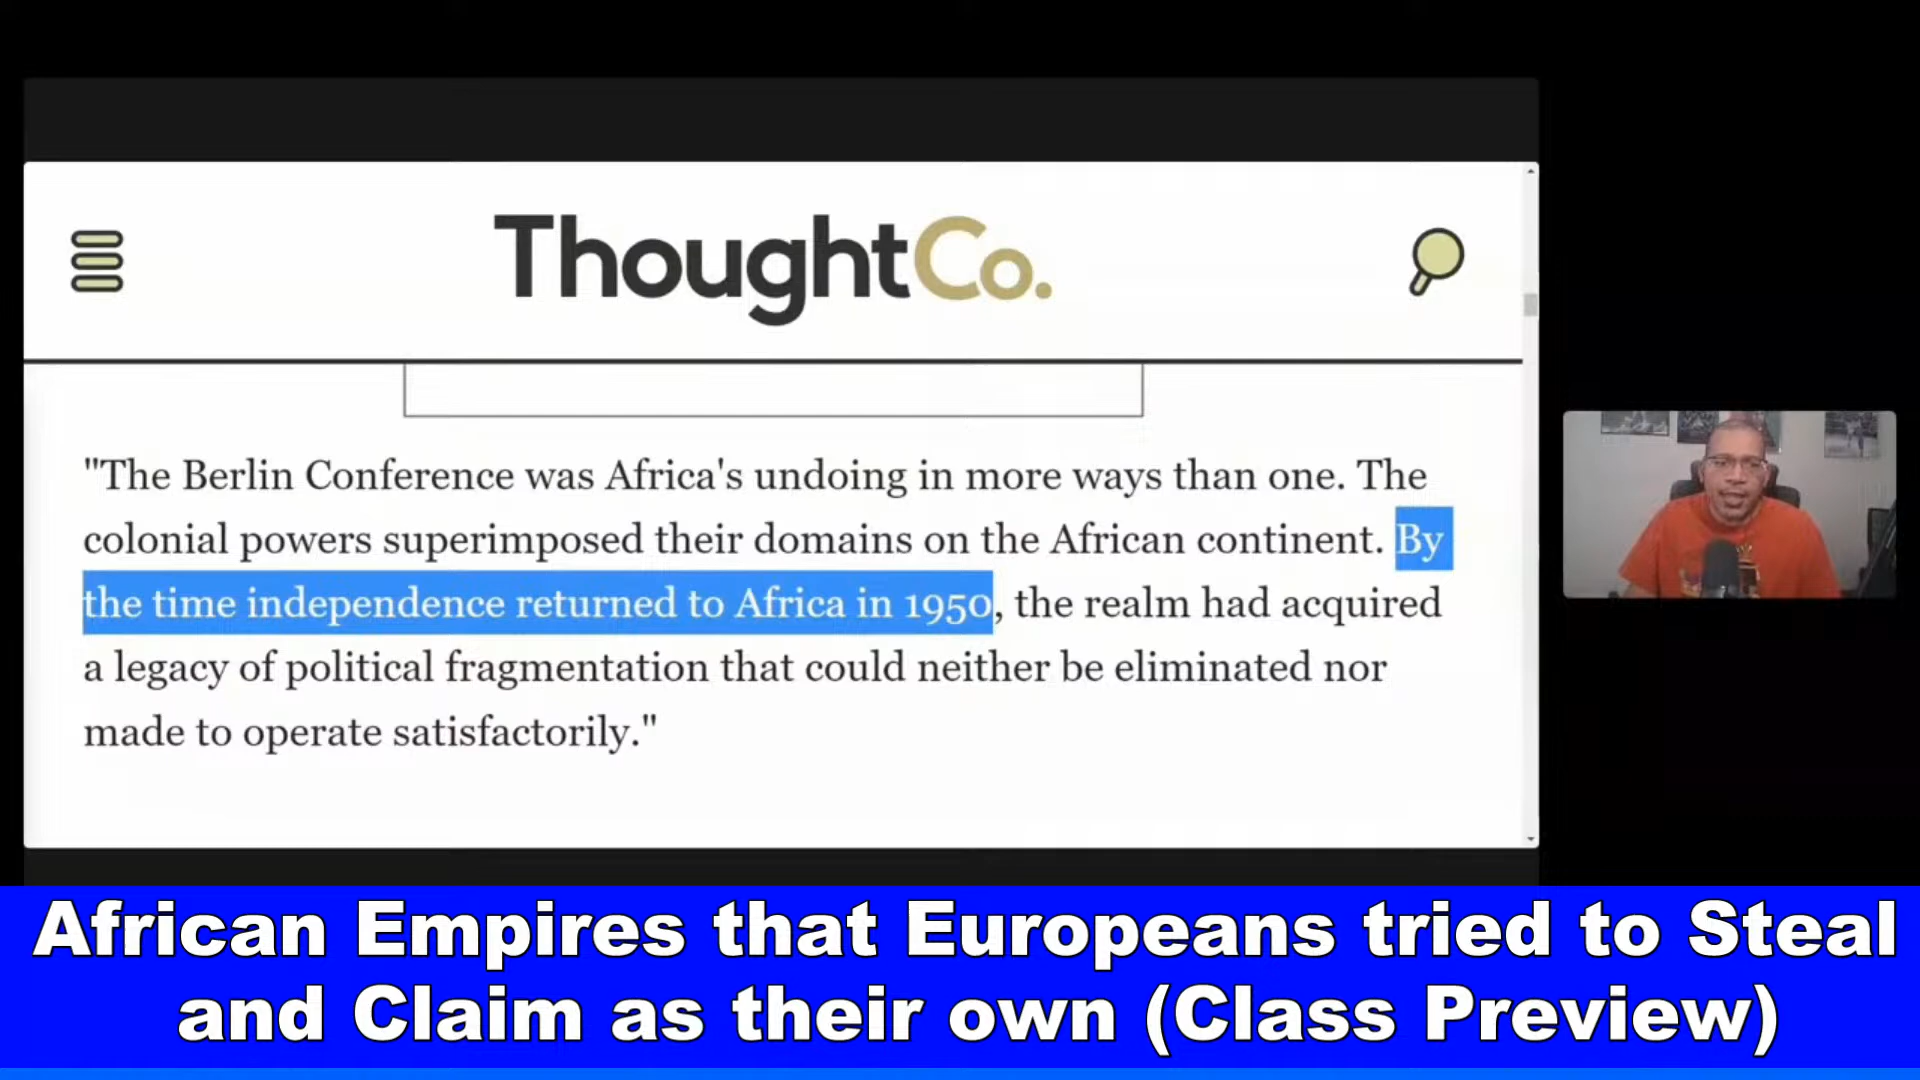 ThoughtCo.
"The Berlin Conference was Africa's undoing in more ways than one. The
colonial powers superimposed their domains on the African continent. By
the time independence returned to Africa in 1950, the realm had acquired
a legacy of political fragmentation that could neither be eliminated nor
made to operate satisfactorily."
African Empires that Europeans tried to Steal
and Claim as their own (Class Preview)